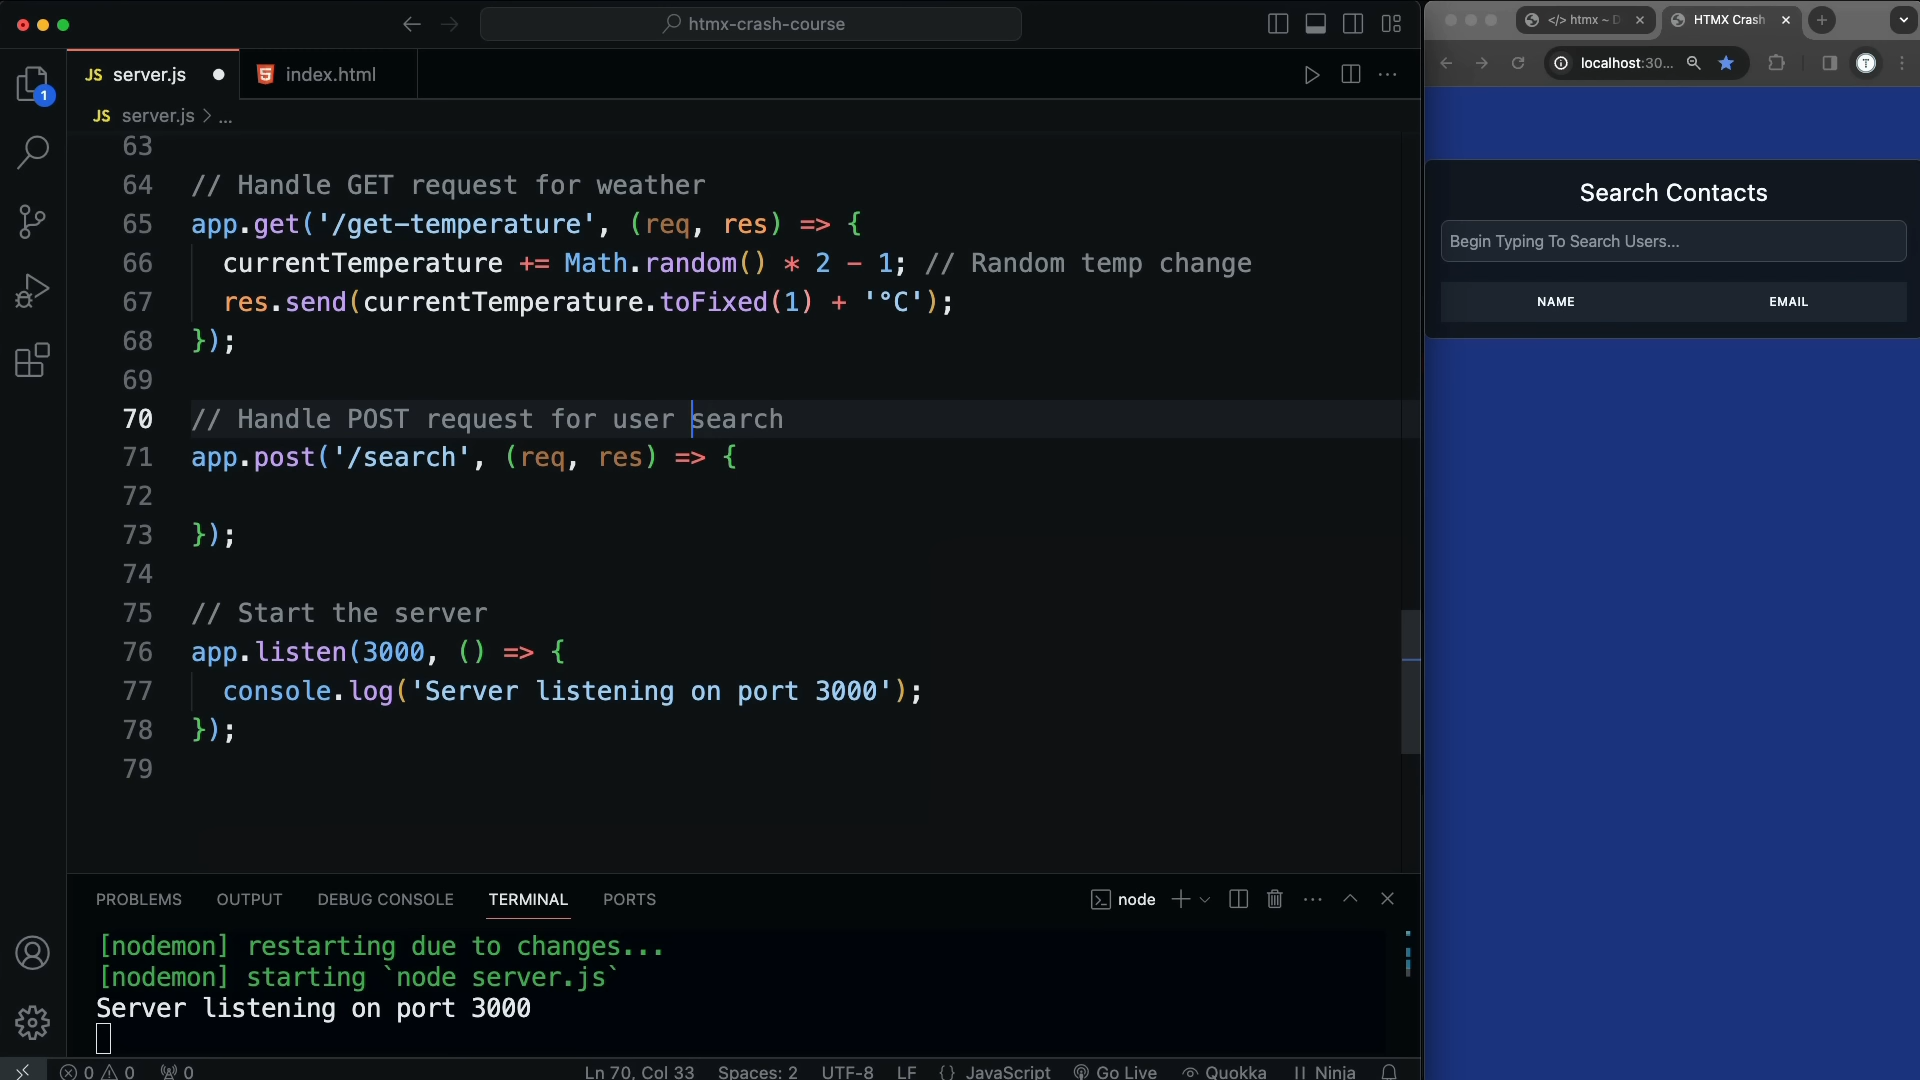 htmx-crash-course
</> htmx ~ D
HTMX Crash
localhost:30...
JS server.js
index.html
JS server.js > ...
1
63
64 // Handle GET request for weather
65 app.get('/get-temperature', (req, res) => {
66 currentTemperature += Math.random() * 2 - 1; // Random temp change
67 res.send(currentTemperature.toFixed(1) + '°C');
68 });
69
70 // Handle POST request for user search
71 app.post('/search', (req, res) => {
72
73 });
74
75 // Start the server
76 app.listen(3000, () => {
77 console.log('Server listening on port 3000');
78 });
79
Search Contacts
Begin Typing To Search Users...
NAME EMAIL
PROBLEMS OUTPUT DEBUG CONSOLE TERMINAL PORTS
node
[nodemon] restarting due to changes...
[nodemon] starting `node server.js`
Server listening on port 3000
0 0 0 Ln 70, Col 33 Spaces: 2 UTF-8 LF {} JavaScript Go Live Quokka Ninja
T